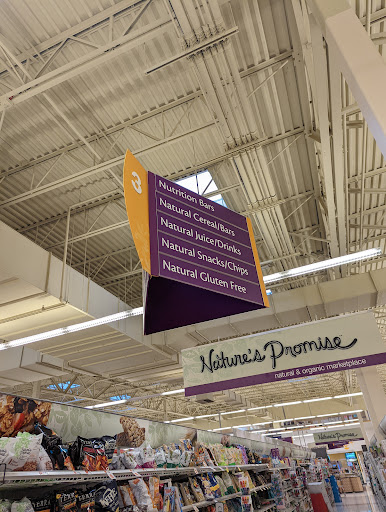 3
Nutrition Bars
Natural Cereal/Bars
Natural Juice/Drinks
Natural Snacks/Chips
Natural Gluten Free
Nature's Promise
natural & organic marketplace